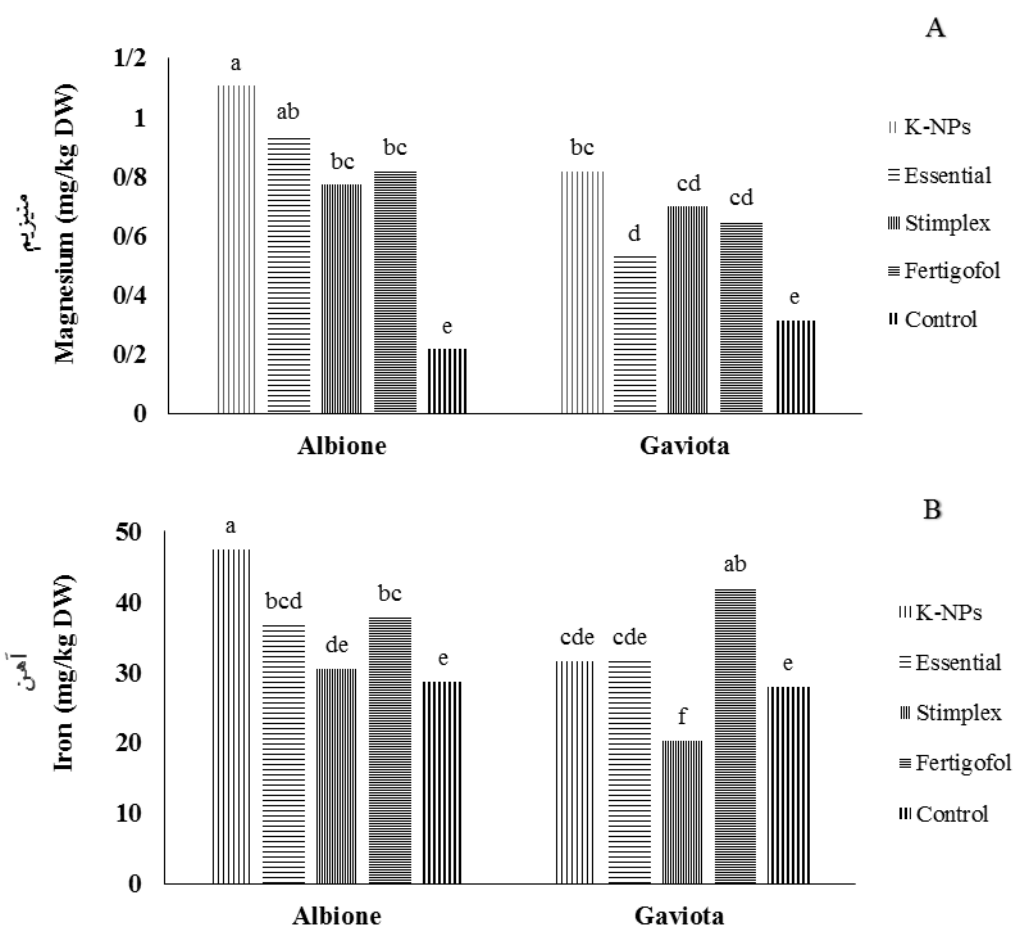 A
منیزیم
Magnesium (mg/kg DW)
1/2
1
0/8
0/6
0/4
0/2
0
a
ab
bc
bc
e
bc
d
cd
cd
e
Albione
Gaviota
K-NPs
Essential
Stimplex
Fertigofol
Control
B
آهن
Iron (mg/kg DW)
50
40
30
20
10
0
a
bcd
de
bc
e
cde
cde
f
ab
e
Albione
Gaviota
K-NPs
Essential
Stimplex
Fertigofol
Control